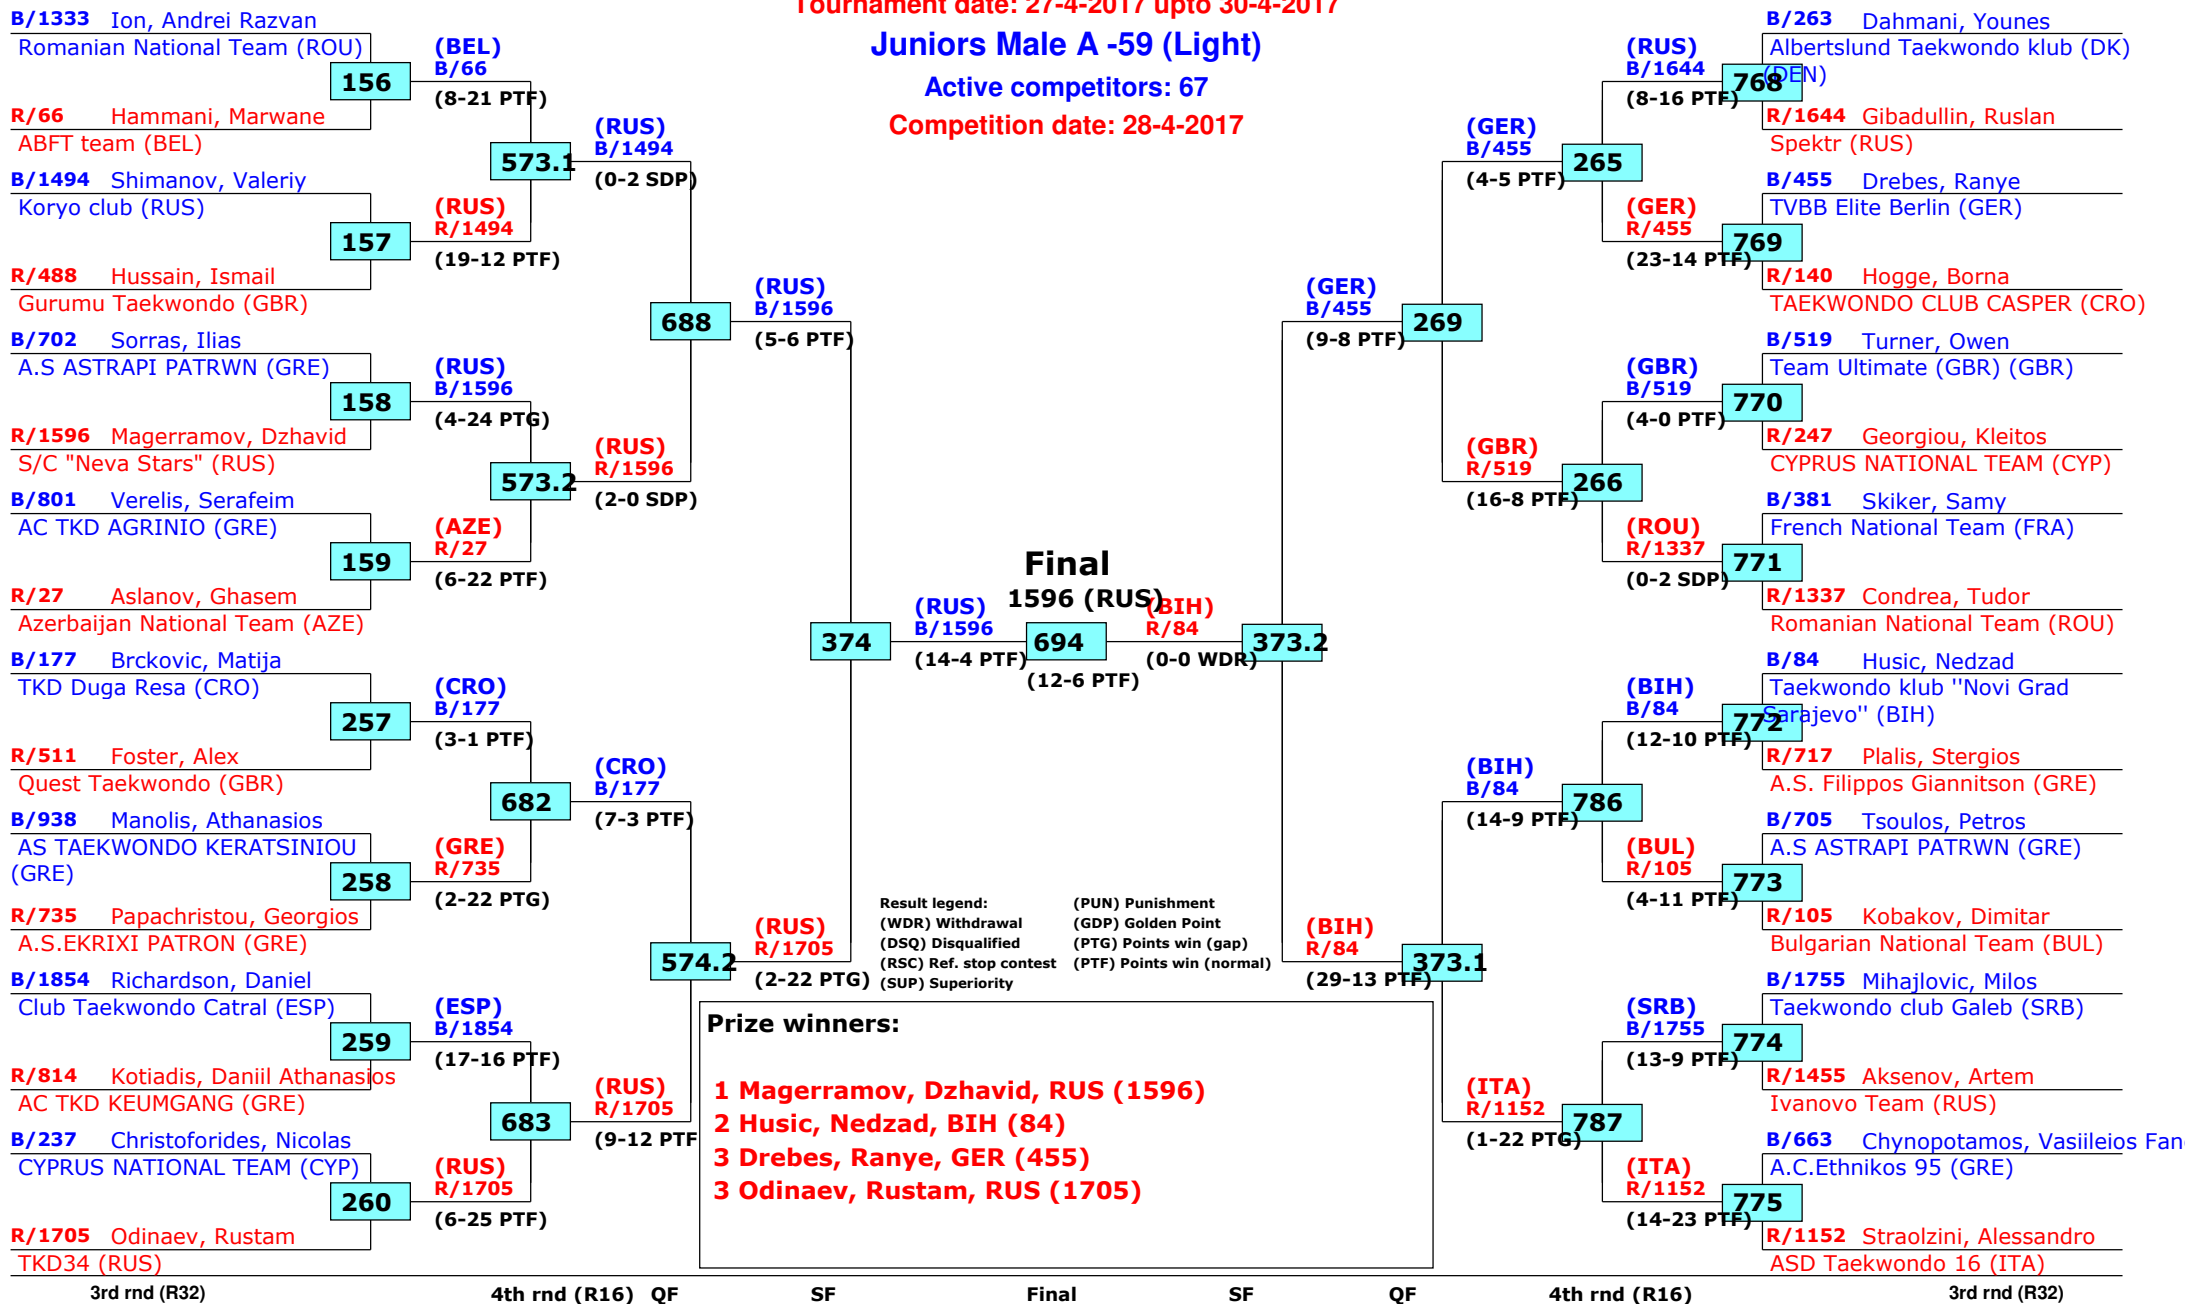 Tournament date: 27-4-2017 upto 30-4-2017
Juniors Male A -59 (Light)
Active competitors: 67
Competition date: 28-4-2017
B/1333 Ion, Andrei Razvan
Romanian National Team (ROU)
156
R/66 Hammani, Marwane
ABFT team (BEL)
B/1494 Shimanov, Valeriy
Koryo club (RUS)
157
R/488 Hussain, Ismail
Gurumu Taekwondo (GBR)
B/702 Sorras, Ilias
A.S ASTRAPI PATRWN (GRE)
158
R/1596 Magerramov, Dzhavid
S/C "Neva Stars" (RUS)
B/801 Verelis, Serafeim
AC TKD AGRINIO (GRE)
159
R/27 Aslanov, Ghasem
Azerbaijan National Team (AZE)
B/177 Brckovic, Matija
TKD Duga Resa (CRO)
257
R/511 Foster, Alex
Quest Taekwondo (GBR)
B/938 Manolis, Athanasios
AS TAEKWONDO KERATSINIOU
(GRE)
258
R/735 Papachristou, Georgios
A.S.EKRIXI PATRON (GRE)
B/1854 Richardson, Daniel
Club Taekwondo Catral (ESP)
259
R/814 Kotiadis, Daniil Athanasios
AC TKD KEUMGANG (GRE)
B/237 Christoforides, Nicolas
CYPRUS NATIONAL TEAM (CYP)
260
R/1705 Odinaev, Rustam
TKD34 (RUS)
(BEL)
B/66
(8-21 PTF)
573.1
(RUS)
R/1494
(19-12 PTF)
(RUS)
B/1596
(4-24 PTG)
573.2
(AZE)
R/27
(6-22 PTF)
(CRO)
B/177
(3-1 PTF)
682
(GRE)
R/735
(2-22 PTG)
(ESP)
B/1854
(17-16 PTF)
683
(RUS)
R/1705
(6-25 PTF)
(RUS)
B/1494
(0-2 SDP)
688
(RUS)
R/1596
(2-0 SDP)
(CRO)
B/177
(7-3 PTF)
574.2
(RUS)
R/1705
(9-12 PTF
(RUS)
B/1596
(5-6 PTF)
374
(RUS)
R/1705
(2-22 PTG)
(RUS)
B/1596
(14-4 PTF)
Final
1596 (RUS)
694
(12-6 PTF)
(BIH)
R/84
(0-0 WDR)
373.2
(GER)
B/455
(9-8 PTF)
269
(BIH)
R/84
(29-13 PTF)
373.1
(GER)
B/455
(4-5 PTF)
265
(GBR)
R/519
(16-8 PTF)
266
(BIH)
B/84
(14-9 PTF)
786
(ITA)
R/1152
(1-22 PTG)
787
(RUS)
B/1644
(8-16 PTF)
(GER)
R/455
(23-14 PTF)
(GBR)
B/519
(4-0 PTF)
(ROU)
R/1337
(0-2 SDP)
(BIH)
B/84
(12-10 PTF)
(BUL)
R/105
(4-11 PTF)
(SRB)
B/1755
(13-9 PTF)
(ITA)
R/1152
(14-23 PTF)
B/263 Dahmani, Younes
Albertslund Taekwondo klub (DK)
(DEN)
768
R/1644 Gibadullin, Ruslan
Spektr (RUS)
B/455 Drebes, Ranye
TVBB Elite Berlin (GER)
769
R/140 Hogge, Borna
TAEKWONDO CLUB CASPER (CRO)
B/519 Turner, Owen
Team Ultimate (GBR) (GBR)
770
R/247 Georgiou, Kleitos
CYPRUS NATIONAL TEAM (CYP)
B/381 Skiker, Samy
French National Team (FRA)
771
R/1337 Condrea, Tudor
Romanian National Team (ROU)
B/84 Husic, Nedzad
Taekwondo klub ''Novi Grad
Sarajevo'' (BIH)
772
R/717 Plalis, Stergios
A.S. Filippos Giannitson (GRE)
B/705 Tsoulos, Petros
A.S ASTRAPI PATRWN (GRE)
773
R/105 Kobakov, Dimitar
Bulgarian National Team (BUL)
B/1755 Mihajlovic, Milos
Taekwondo club Galeb (SRB)
774
R/1455 Aksenov, Artem
Ivanovo Team (RUS)
B/663 Chynopotamos, Vasiileios Fan
A.C.Ethnikos 95 (GRE)
775
R/1152 Straolzini, Alessandro
ASD Taekwondo 16 (ITA)
Result legend: (PUN) Punishment
(WDR) Withdrawal (GDP) Golden Point
(DSQ) Disqualified (PTG) Points win (gap)
(RSC) Ref. stop contest (PTF) Points win (normal)
(SUP) Superiority
Prize winners:
1 Magerramov, Dzhavid, RUS (1596)
2 Husic, Nedzad, BIH (84)
3 Drebes, Ranye, GER (455)
3 Odinaev, Rustam, RUS (1705)
3rd rnd (R32) 4th rnd (R16) QF SF Final SF QF 4th rnd (R16) 3rd rnd (R32)